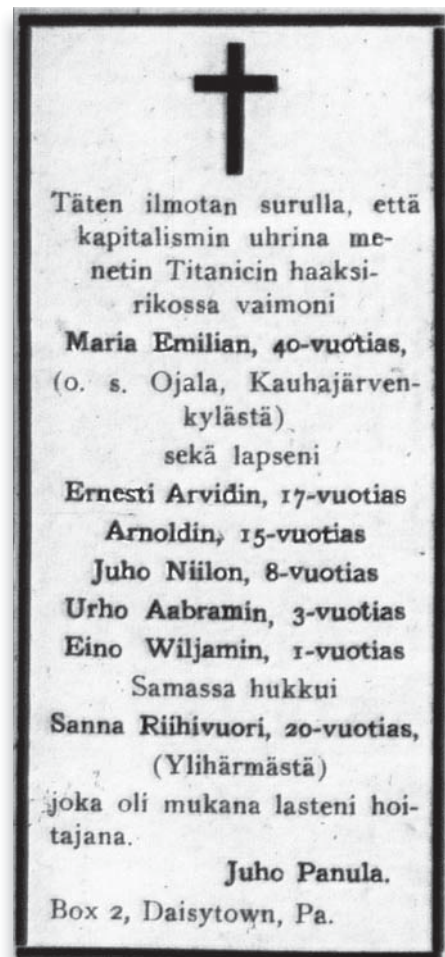 Täten ilmotan surulla, että
kapitalismin uhrina me-
netin Titanicin haaksi-
rikossa vaimoni
Maria Emilian, 40-vuotias,
(o. s. Ojala, Kauhajärven-
kylästä)
sekä lapseni
Ernesti Arvidin, 17-vuotias
Arnoldin, 15-vuotias
Juho Niilon, 8-vuotias
Urho Aabramin, 3-vuotias
Eino Wiljamin, 1-vuotias
Samassa hukkui
Sanna Riihivuori, 20-vuotias,
(Ylihärmästä)
joka oli mukana lasteni hoi-
tajana.
Juho Panula.
Box 2, Daisytown, Pa.